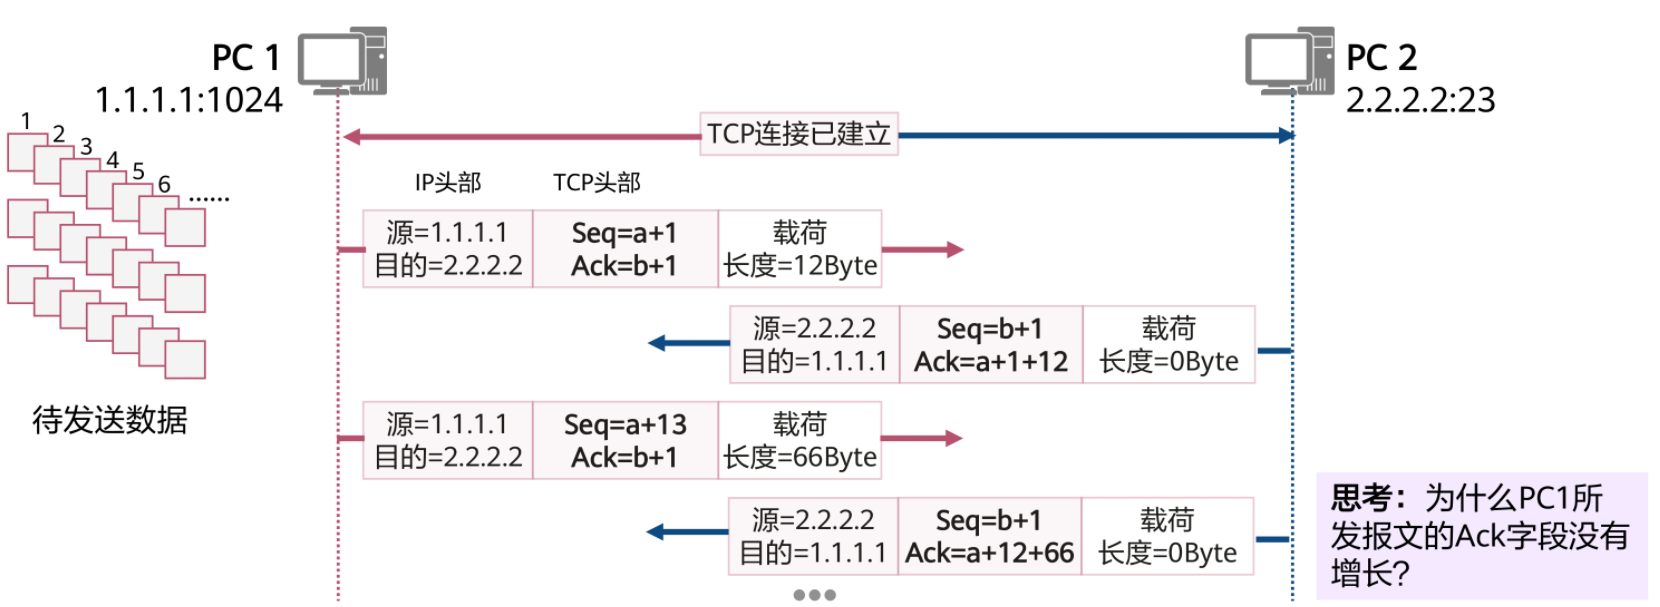 PC 1
1.1.1.1:1024
PC 2
2.2.2.2:23
1
2
3
4
5
6
......
待发送数据
TCP连接已建立
IP头部
TCP头部
源=1.1.1.1
目的=2.2.2.2
Seq=a+1
Ack=b+1
载荷
长度=12Byte
源=2.2.2.2
目的=1.1.1.1
Seq=b+1
Ack=a+1+12
载荷
长度=0Byte
源=1.1.1.1
目的=2.2.2.2
Seq=a+13
Ack=b+1
载荷
长度=66Byte
源=2.2.2.2
目的=1.1.1.1
Seq=b+1
Ack=a+12+66
载荷
长度=0Byte
思考：为什么PC1所
发报文的Ack字段没有
增长？